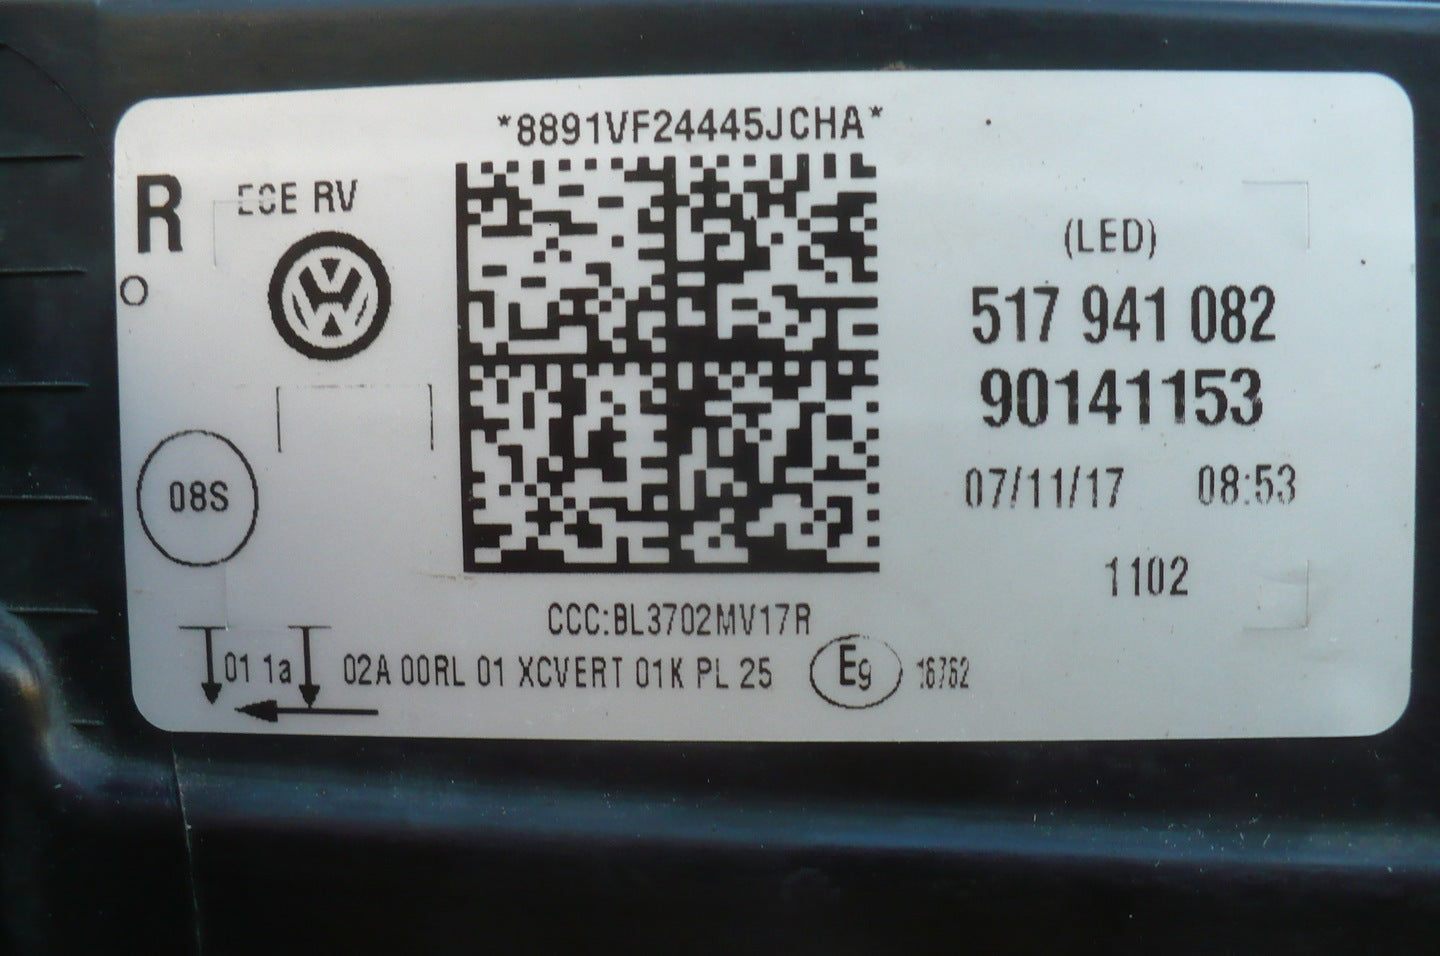 *8891VF24445JCHA*
R
ECE RV
(LED)
517 941 082
90141153
08S
07/11/17 08:53
1102
CCC:BL3702MV17R
01 1a 02A 00RL 01 XCVERT 01K PL 25 E9 16762